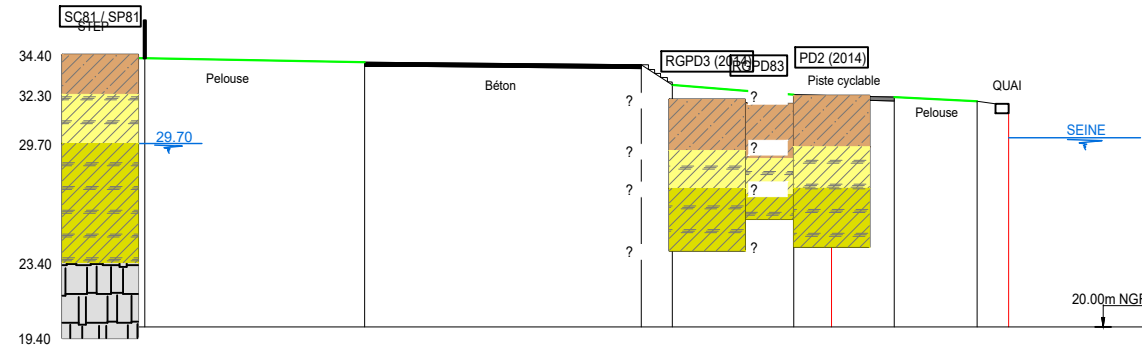 SC81 / SP81
STEP
34.40
32.30
29.70
23.40
19.40
29.70
Pelouse
Béton
RGPD3 (2014)
RGPD83
PD2 (2014)
Piste cyclable
Pelouse
QUAI
SEINE
?
?
?
?
?
?
?
?
20.00m NGF